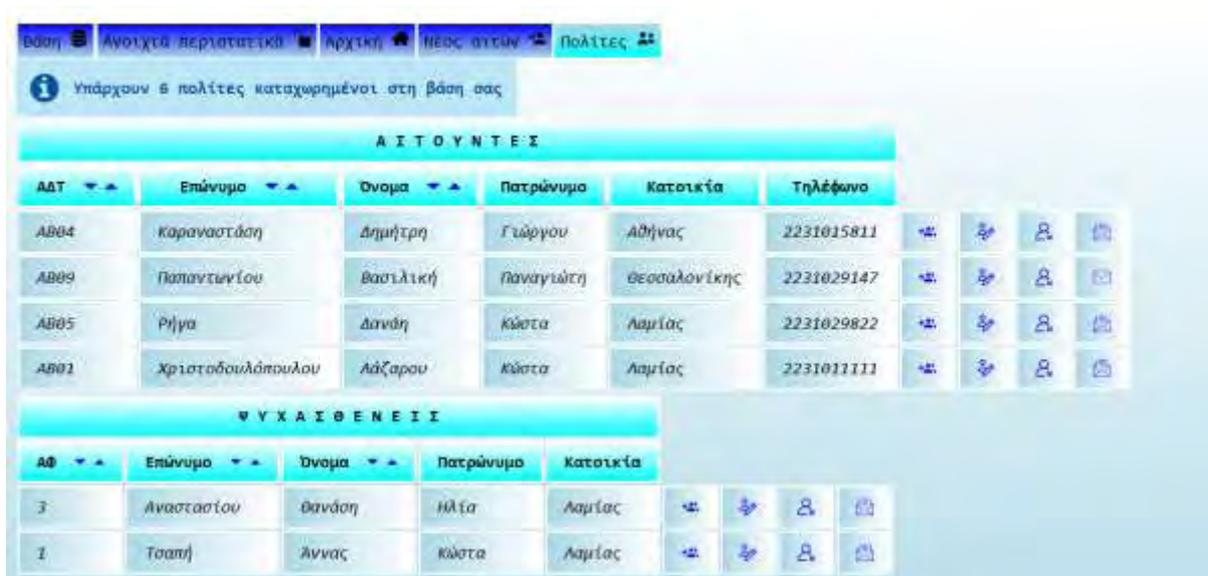 Βάση Ανοιχτά περιστατικά Αρχική Νέος αιτών Πολίτες
Υπάρχουν 6 πολίτες καταχωρημένοι στη βάση σας
ΑΙΤΟΥΝΤΕΣ
ΑΔΤ Επώνυμο Όνομα Πατρώνυμο Κατοικία Τηλέφωνο
ΑΒ04 Καραναστάση Δημήτρη Γιώργου Αθήνας 2231015811
ΑΒ09 Παπαντωνίου Βασιλική Παναγιώτη Θεσσαλονίκης 2231029147
ΑΒ05 Ρήγα Δανάη Κώστα Λαμίας 2231029822
ΑΒ01 Χριστοδουλόπουλου Λάζαρου Κώστα Λαμίας 2231011111
ΨΥΧΑΣΘΕΝΕΙΣ
ΑΦ Επώνυμο Όνομα Πατρώνυμο Κατοικία
3 Αναστασίου Θανάση Ηλία Λαμίας
1 Τσαπή Άννας Κώστα Λαμίας